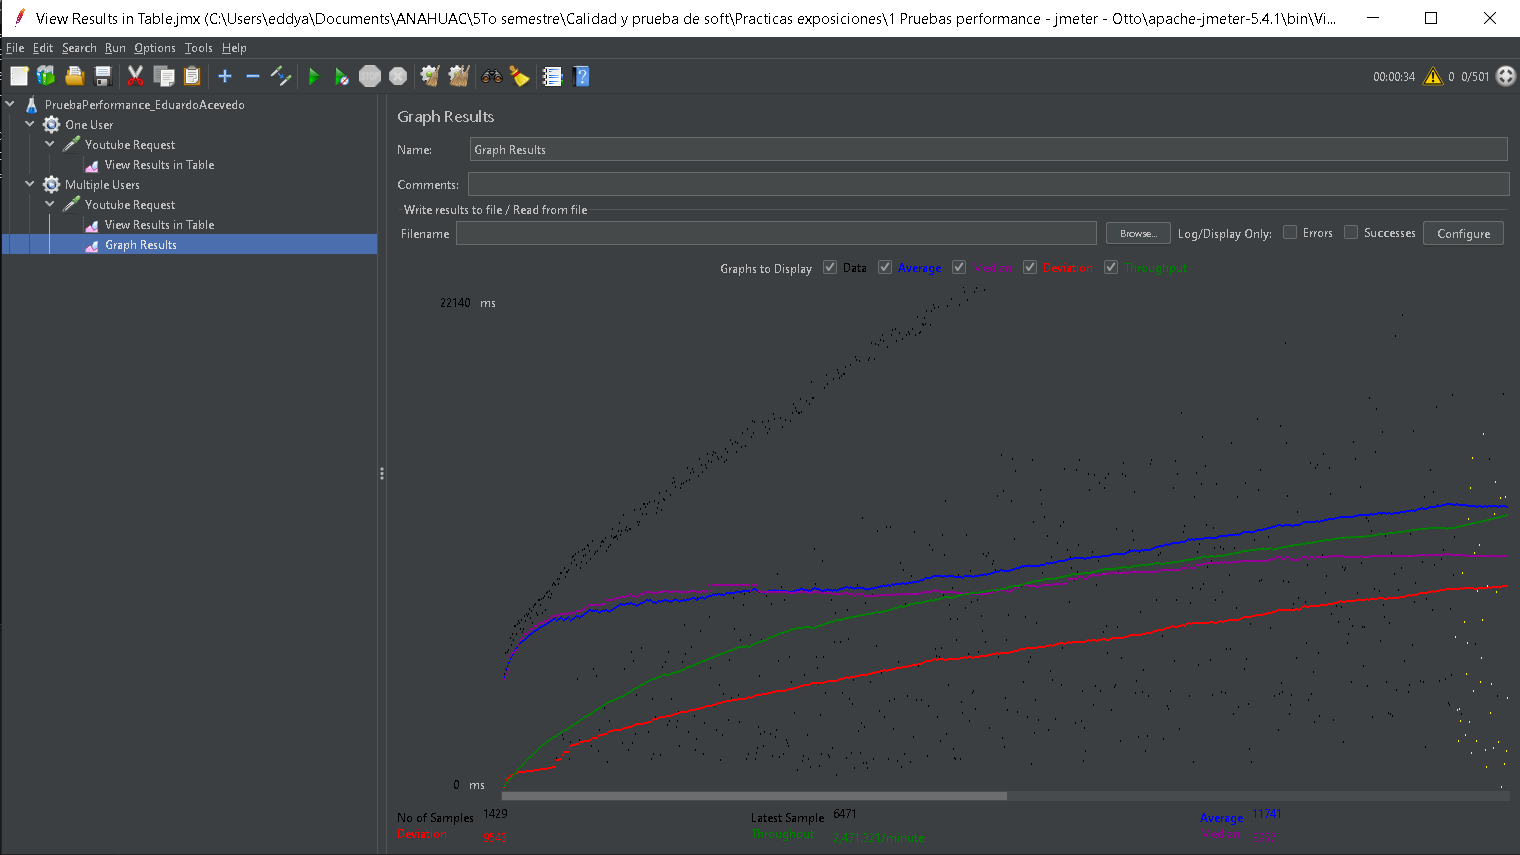 View Results in Table.jmx (C:\Users\eddya\Documents\ANAHUAC\5To semestre\Calidad y prueba de soft\Practicas exposiciones\1 Pruebas performance - jmeter - Otto\apache-jmeter-5.4.1\bin\Vi...
File Edit Search Run Options Tools Help
00:00:34 0 0/501
PruebaPerformance_EduardoAcevedo
One User
Youtube Request
View Results in Table
Multiple Users
Youtube Request
View Results in Table
Graph Results
Graph Results
Name: Graph Results
Comments:
Write results to file / Read from file
Filename Browse... Log/Display Only: Errors Successes Configure
Graphs to Display Data Average Median Deviation Throughput
22140 ms
0 ms
No of Samples 1429 Latest Sample 6471 Average 11741
Deviation 9543 Throughput 2,471.321/minute Median